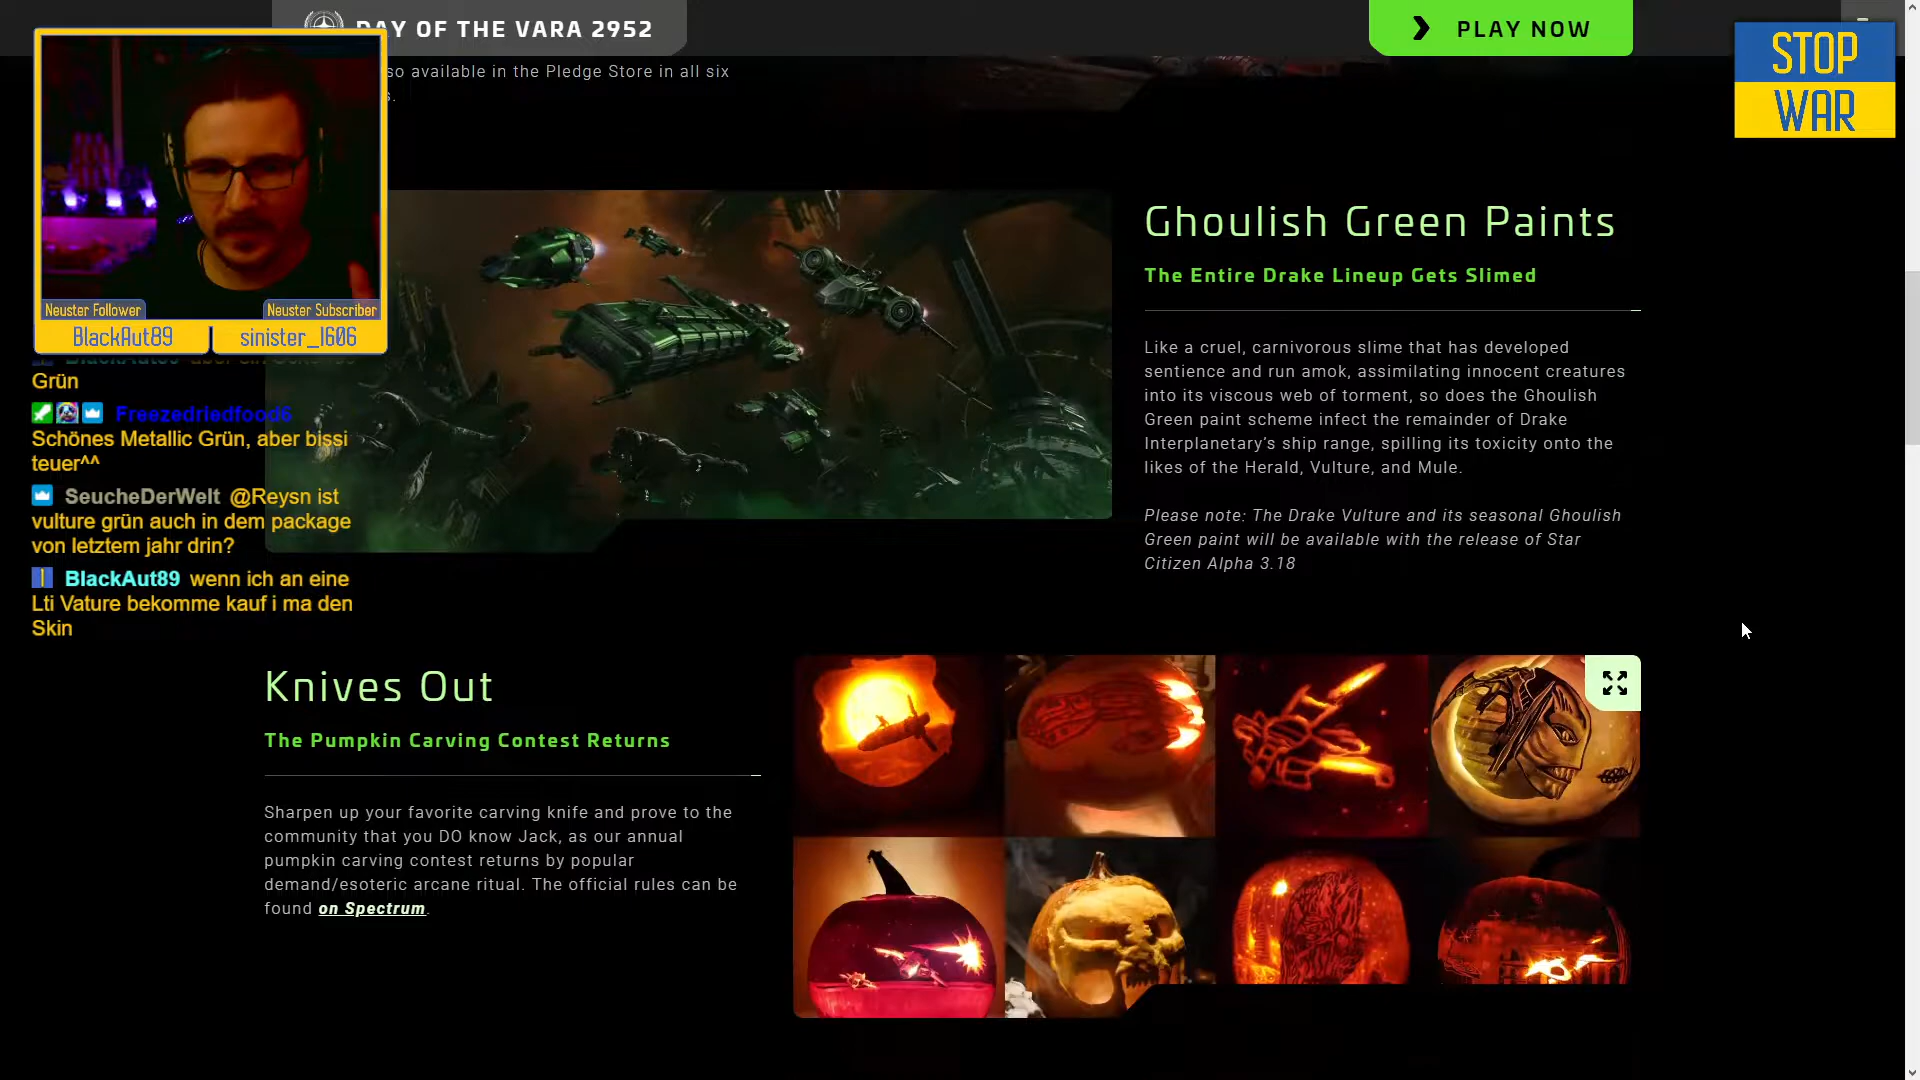 DAY OF THE VARA 2952
PLAY NOW
STOP
WAR
so available in the Pledge Store in all six
s.
Neuster Follower
Neuster Subscriber
BlackAut89
sinister_1606
Grün
Freezedriedfood6
Schönes Metallic Grün, aber bissi
teuer^^
SeucheDerWelt @Reysn ist
vulture grün auch in dem package
von letztem jahr drin?
BlackAut89 wenn ich an eine
Lti Vature bekomme kauf i ma den
Skin
Ghoulish Green Paints
The Entire Drake Lineup Gets Slimed
Like a cruel, carnivorous slime that has developed
sentience and run amok, assimilating innocent creatures
into its viscous web of torment, so does the Ghoulish
Green paint scheme infect the remainder of Drake
Interplanetary's ship range, spilling its toxicity onto the
likes of the Herald, Vulture, and Mule.
Please note: The Drake Vulture and its seasonal Ghoulish
Green paint will be available with the release of Star
Citizen Alpha 3.18
Knives Out
The Pumpkin Carving Contest Returns
Sharpen up your favorite carving knife and prove to the
community that you DO know Jack, as our annual
pumpkin carving contest returns by popular
demand/esoteric arcane ritual. The official rules can be
found on Spectrum.